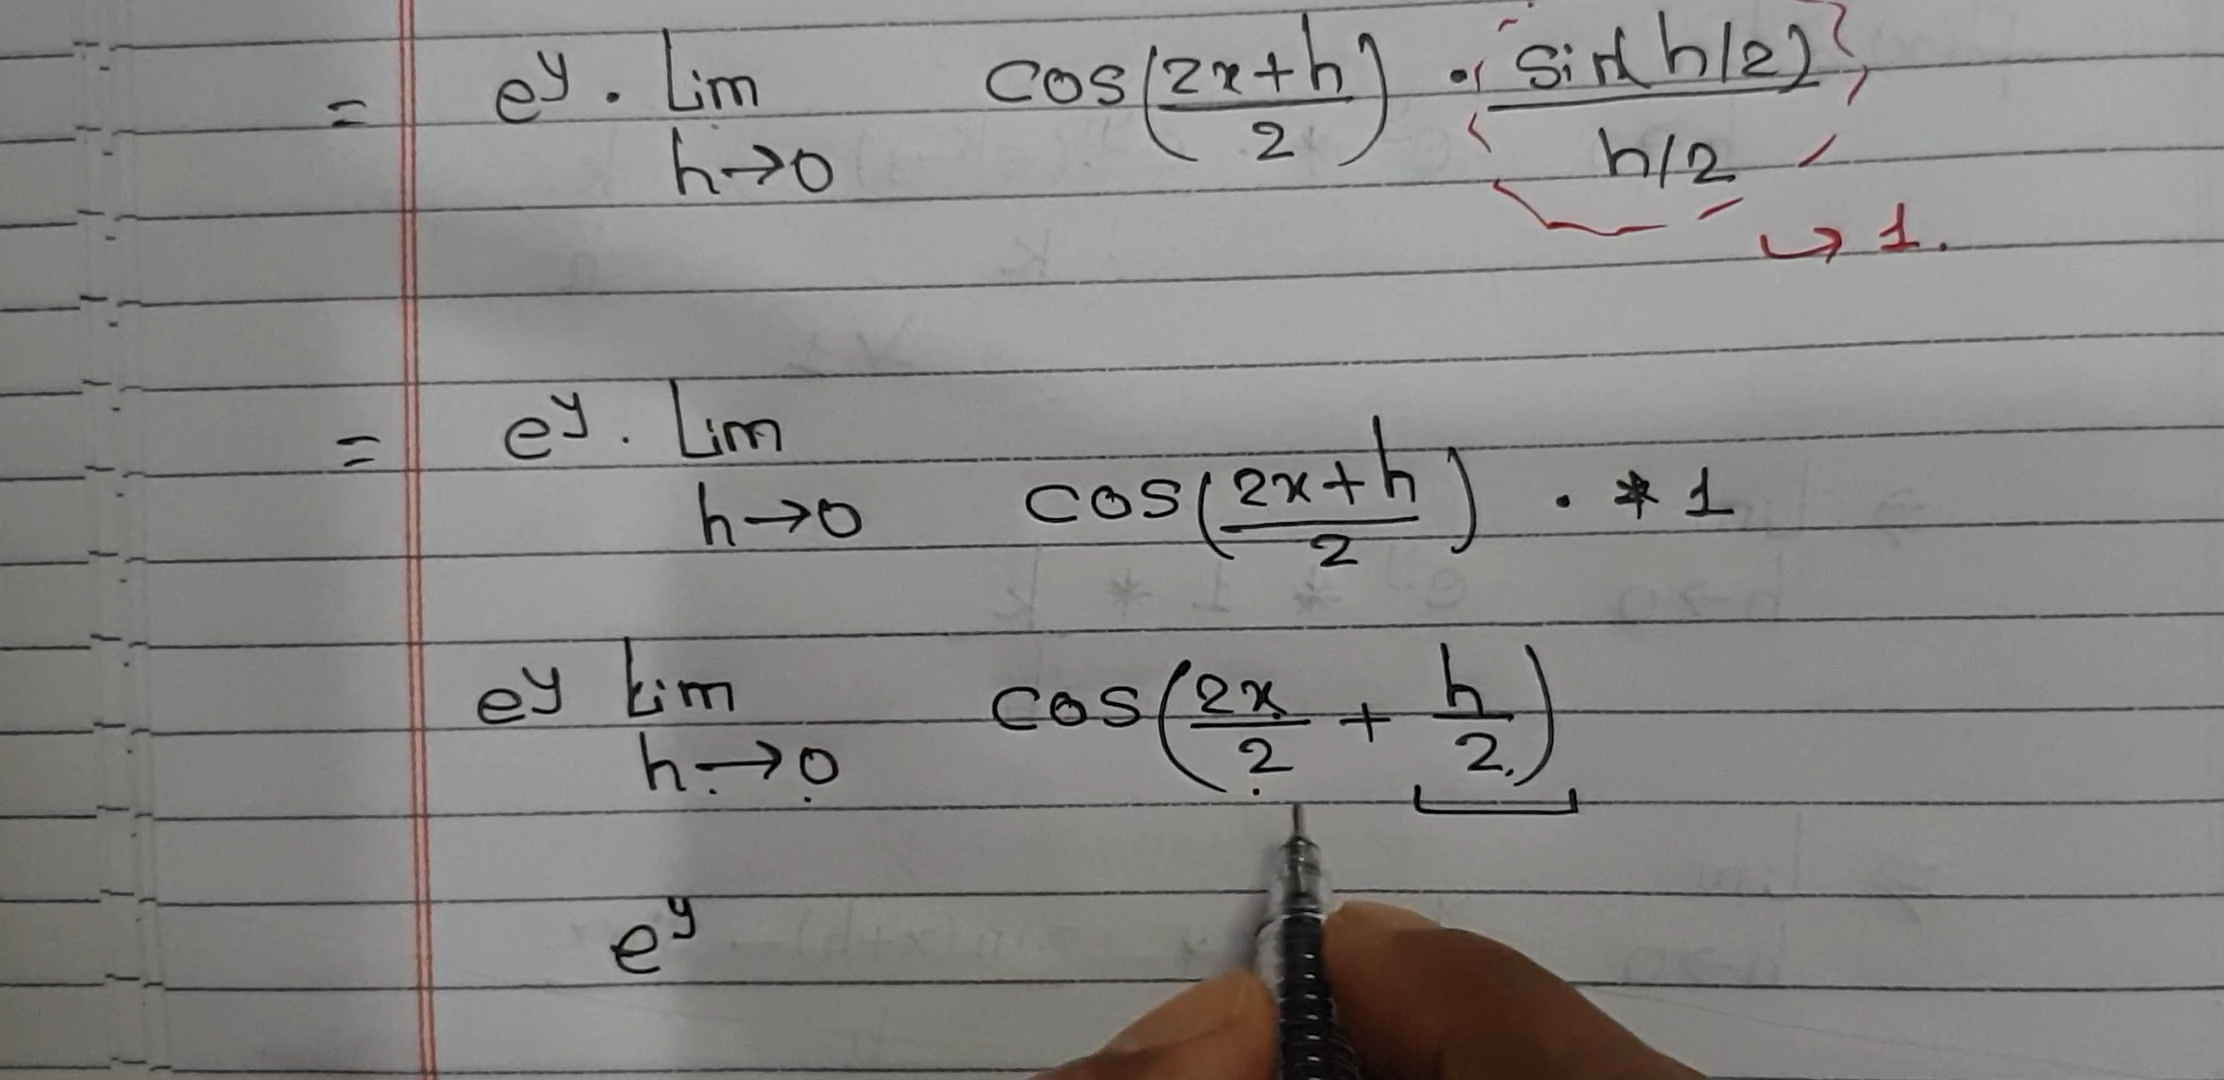 = e^y . Lim h→0 cos((2x+h)/2) . sin(h/2)/(h/2)
→ 1.
= e^y . Lim h→0 cos((2x+h)/2) . * 1
e^y Lim h→0 cos(2x/2 + h/2)
e^y